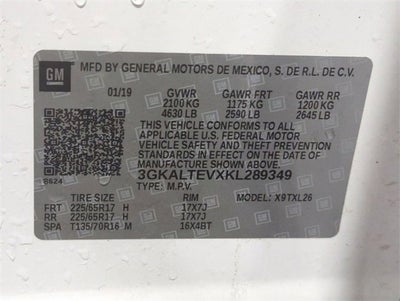 GM
MFD BY GENERAL MOTORS DE MEXICO, S. DE R.L. DE C.V.
01/19 GVWR GAWR FRT GAWR RR
2100 KG 1175 KG 1200 KG
4630 LB 2590 LB 2645 LB
THIS VEHICLE CONFORMS TO ALL
APPLICABLE U.S. FEDERAL MOTOR
VEHICLE SAFETY AND THEFT
PREVENTION STANDARDS IN
EFFECT ON THE DATE OF
MANUFACTURE SHOWN ABOVE.
3GKALTEVXKL289349
8624 TYPE: M.P.V. MODEL: X9TXL26
TIRE SIZE RIM
FRT 225/65R17 H 17X7J
RR 225/65R17 H 17X7J
SPA T135/70R16 M 16X4BT